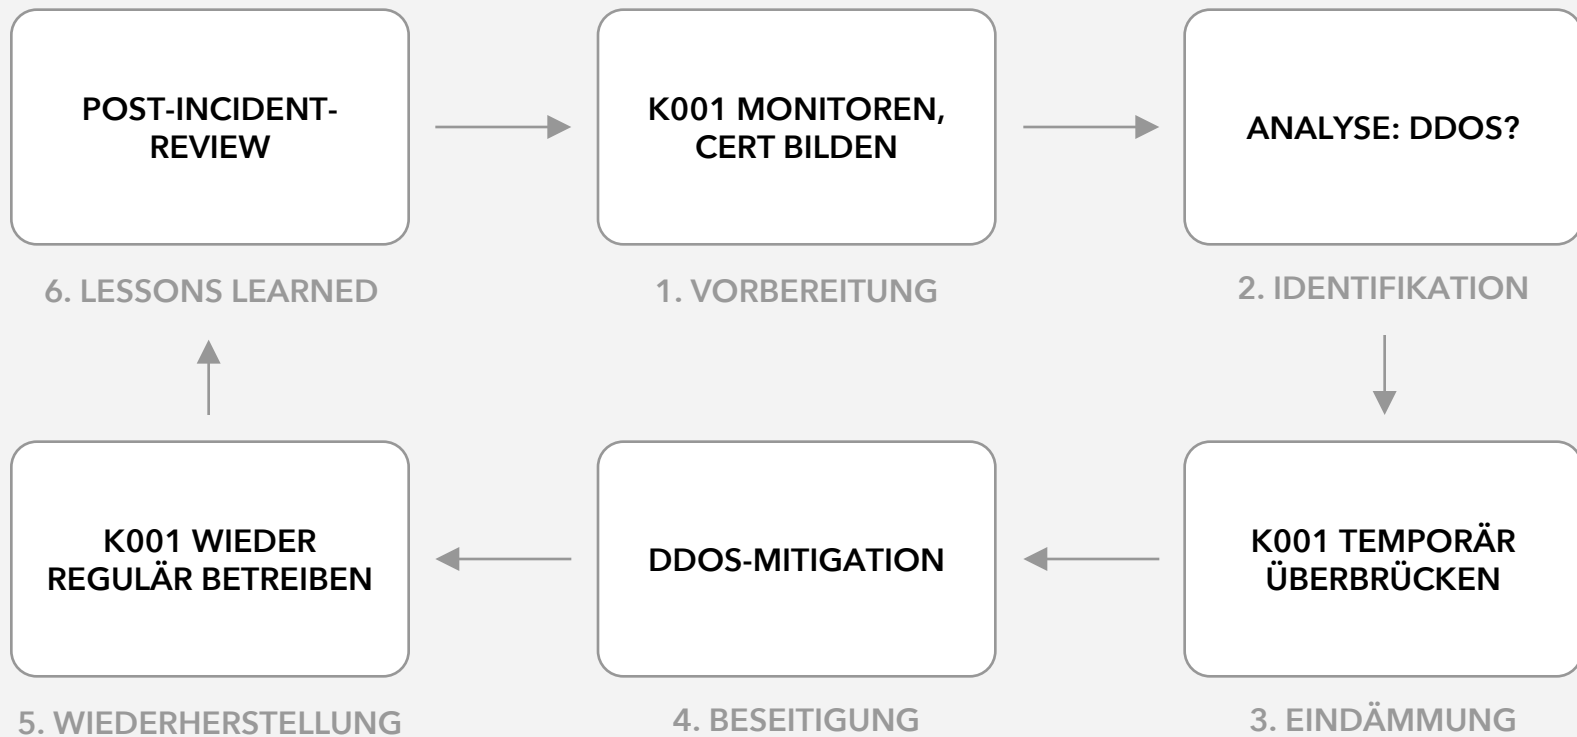 POST-INCIDENT-
REVIEW
K001 MONITOREN,
CERT BILDEN
ANALYSE: DDOS?
6. LESSONS LEARNED
1. VORBEREITUNG
2. IDENTIFIKATION
K001 WIEDER
REGULÄR BETREIBEN
DDOS-MITIGATION
K001 TEMPORÄR
ÜBERBRÜCKEN
5. WIEDERHERSTELLUNG
4. BESEITIGUNG
3. EINDÄMMUNG